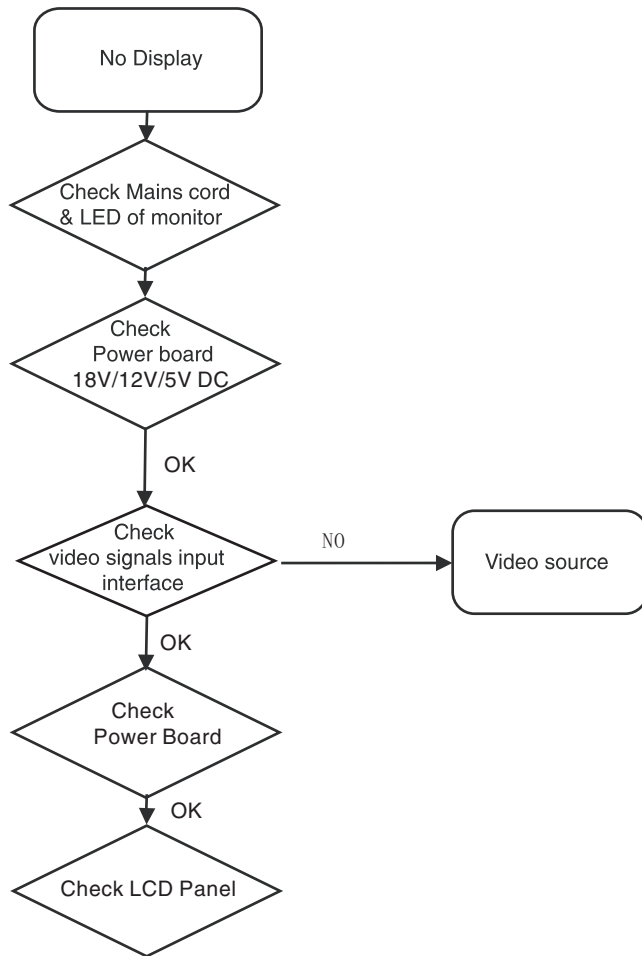 No Display
Check Mains cord
& LED of monitor
Check
Power board
18V/12V/5V DC
OK
Check
video signals input
interface
NO
Video source
OK
Check
Power Board
OK
Check LCD Panel